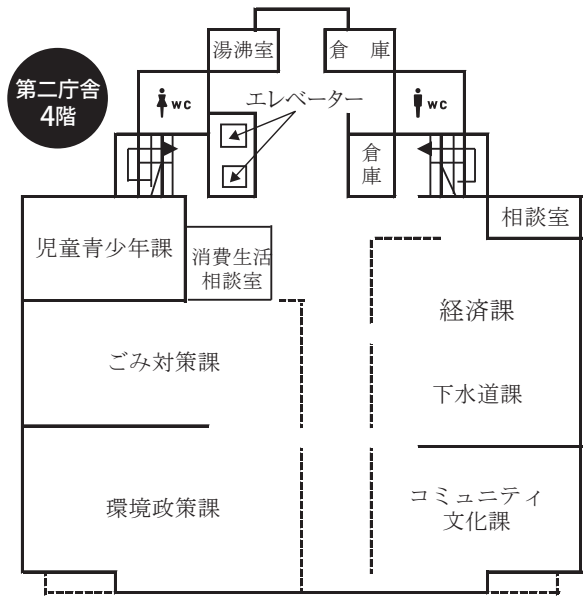 第二庁舎
4階
湯沸室
倉 庫
WC
エレベーター
WC
倉
庫
相談室
児童青少年課
消費生活
相談室
経済課
ごみ対策課
下水道課
環境政策課
コミュニティ
文化課